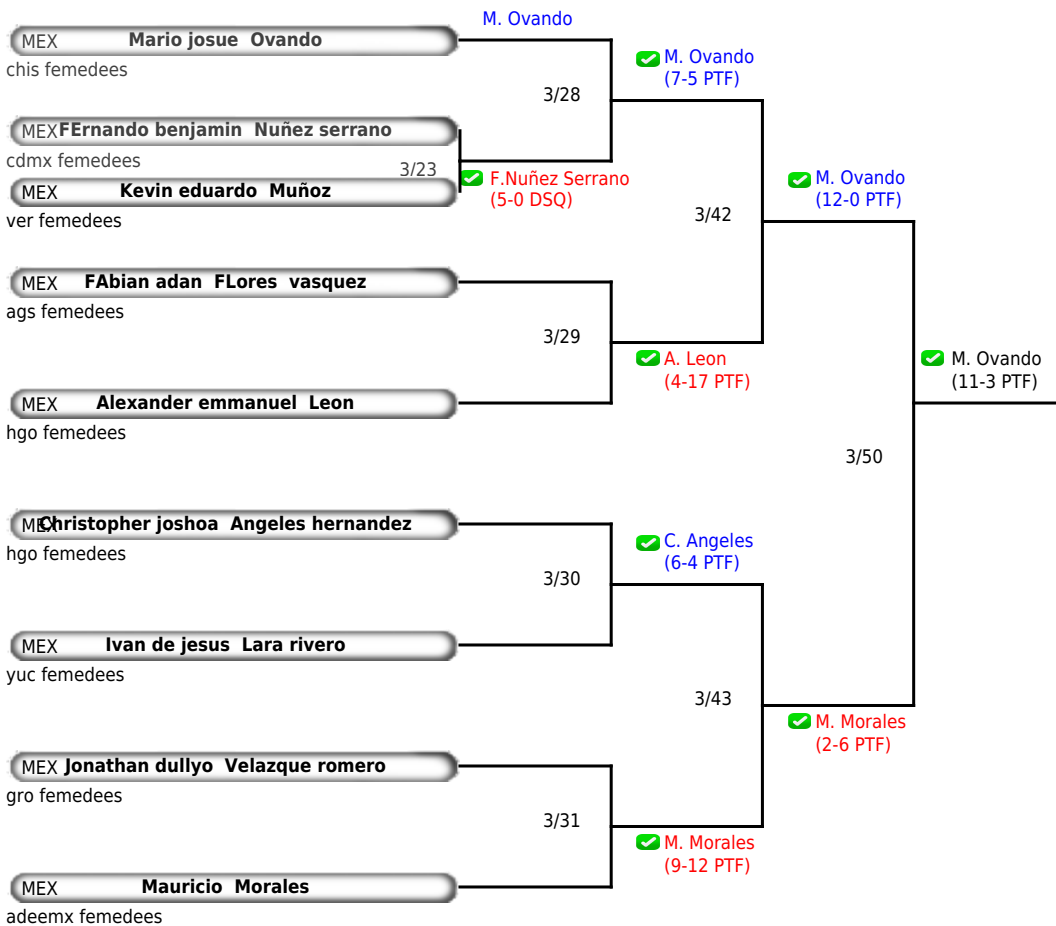 M. Ovando
MEX Mario josue Ovando
chis femedees
M. Ovando
(7-5 PTF)
3/28
MEX FErnando benjamin Nuñez serrano
cdmx femedees
3/23
F.Nuñez Serrano
(5-0 DSQ)
MEX Kevin eduardo Muñoz
ver femedees
M. Ovando
(12-0 PTF)
3/42
MEX FAbian adan FLores vasquez
ags femedees
3/29
A. Leon
(4-17 PTF)
M. Ovando
(11-3 PTF)
MEX Alexander emmanuel Leon
hgo femedees
3/50
MEX Christopher joshoa Angeles hernandez
hgo femedees
C. Angeles
(6-4 PTF)
3/30
MEX Ivan de jesus Lara rivero
yuc femedees
3/43
M. Morales
(2-6 PTF)
MEX Jonathan dullyo Velazque romero
gro femedees
3/31
M. Morales
(9-12 PTF)
MEX Mauricio Morales
adeemx femedees